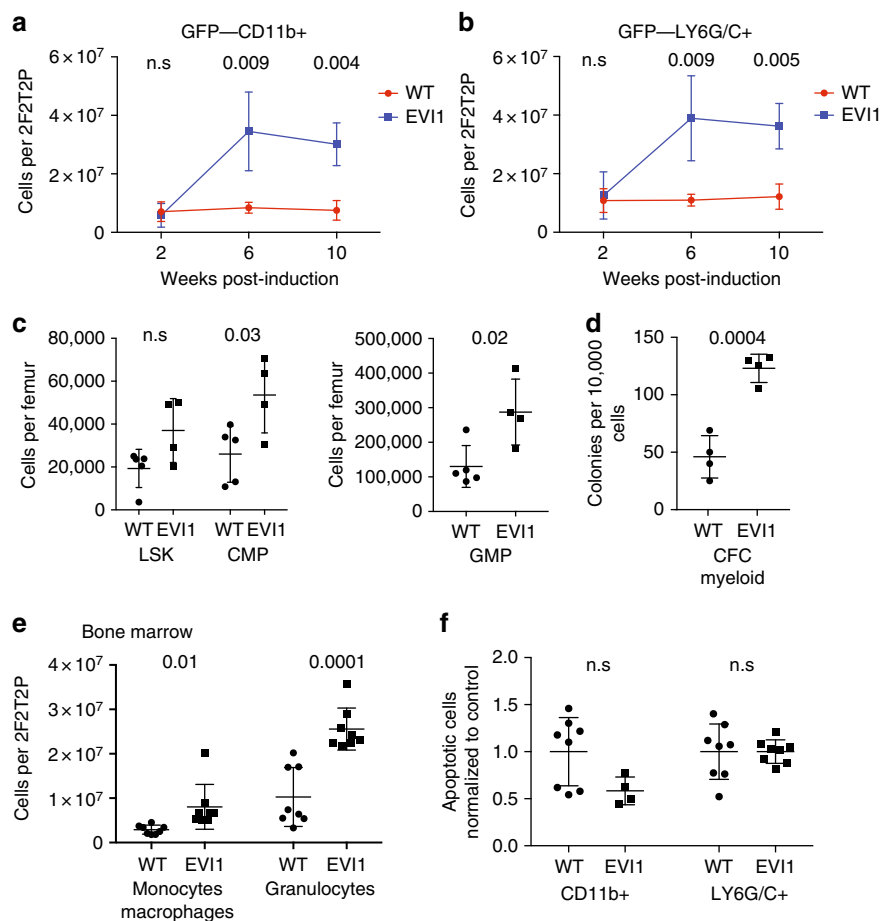 a
GFP—CD11b+
6 × 10⁷
4 × 10⁷
2 × 10⁷
0
Cells per 2F2T2P
n.s 0.009 0.004
WT
EVI1
2 6 10
Weeks post-induction
b
GFP—LY6G/C+
6 × 10⁷
4 × 10⁷
2 × 10⁷
0
Cells per 2F2T2P
n.s 0.009 0.005
WT
EVI1
2 6 10
Weeks post-induction
c
80,000
60,000
40,000
20,000
0
Cells per femur
n.s 0.03
WT EVI1 WT EVI1
LSK CMP
500,000
400,000
300,000
200,000
100,000
0
Cells per femur
0.02
WT EVI1
GMP
d
150
100
50
0
Colonies per 10,000
cells
0.0004
WT
EVI1
CFC
myeloid
e
Bone marrow
4 × 10⁷
3 × 10⁷
2 × 10⁷
1 × 10⁷
0
Cells per 2F2T2P
0.01 0.0001
WT EVI1 WT EVI1
Monocytes Granulocytes
macrophages
f
2.0
1.5
1.0
0.5
0.0
Apoptotic cells
normalized to control
n.s n.s
WT EVI1 WT EVI1
CD11b+ LY6G/C+